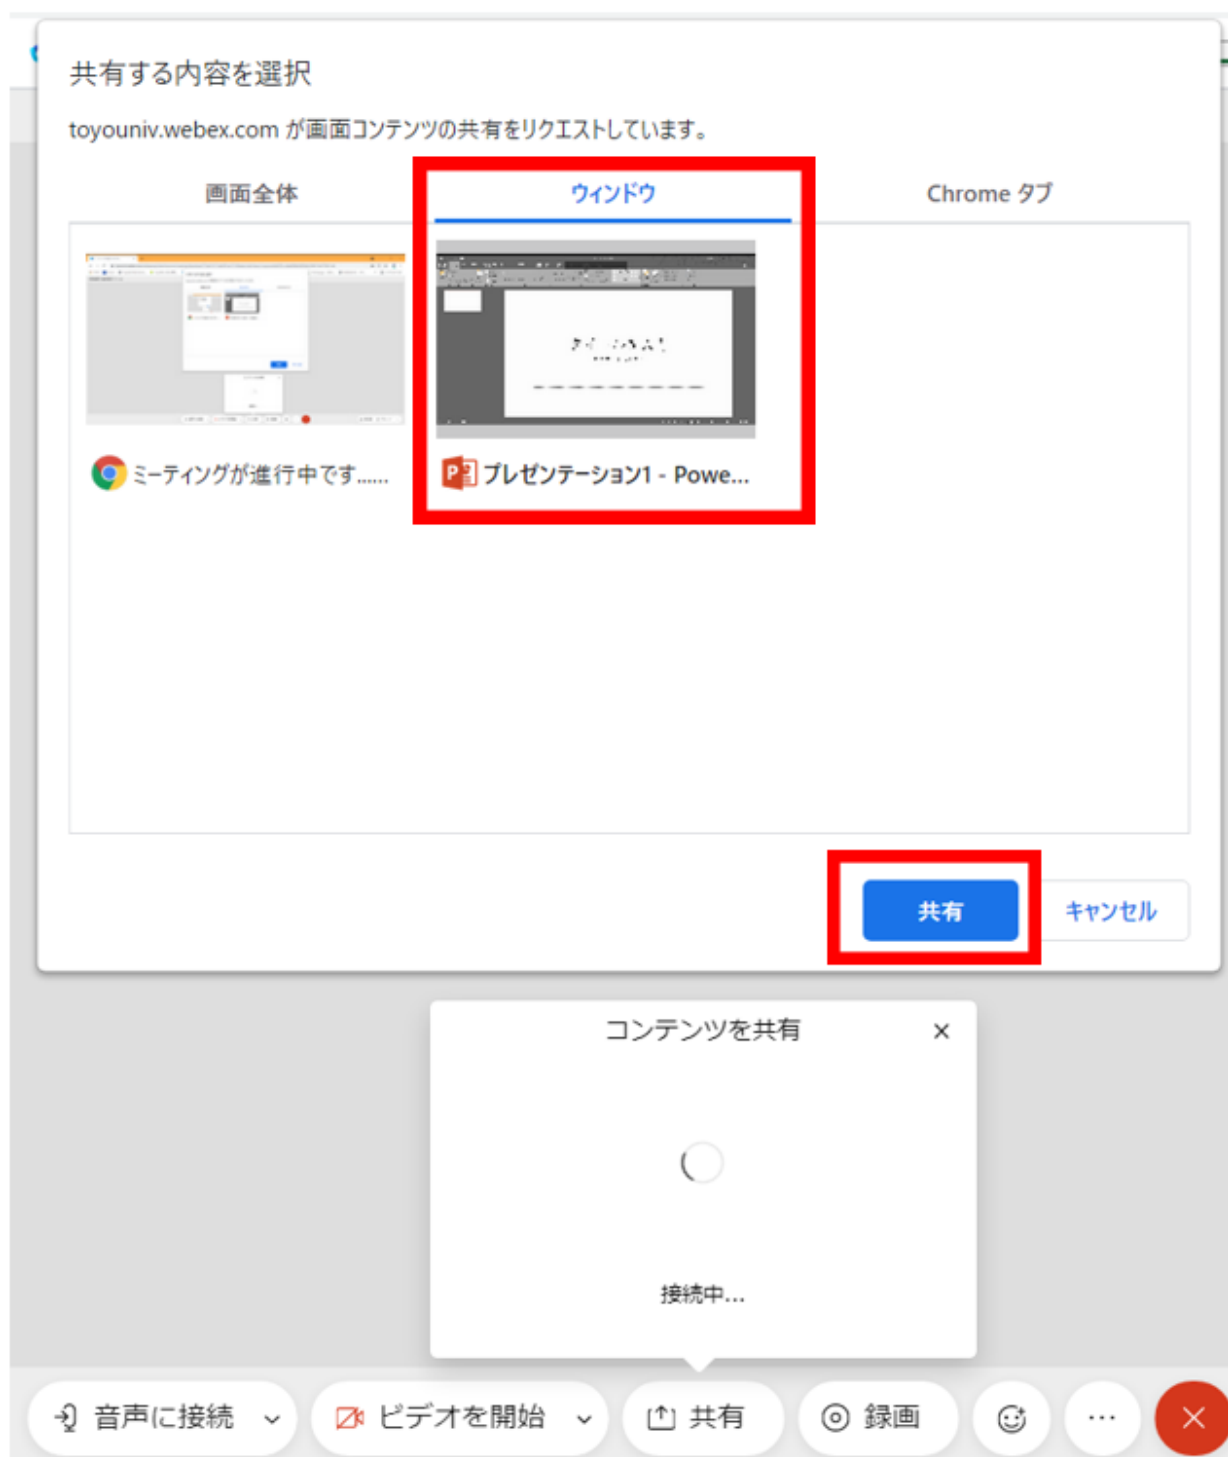 共有する内容を選択
toyouniv.webex.com が画面コンテンツの共有をリクエストしています。
画面全体
ウィンドウ
Chrome タブ
ミーティングが進行中です......
プレゼンテーション1 - Powe...
共有
キャンセル
コンテンツを共有
接続中...
音声に接続
ビデオを開始
共有
録画